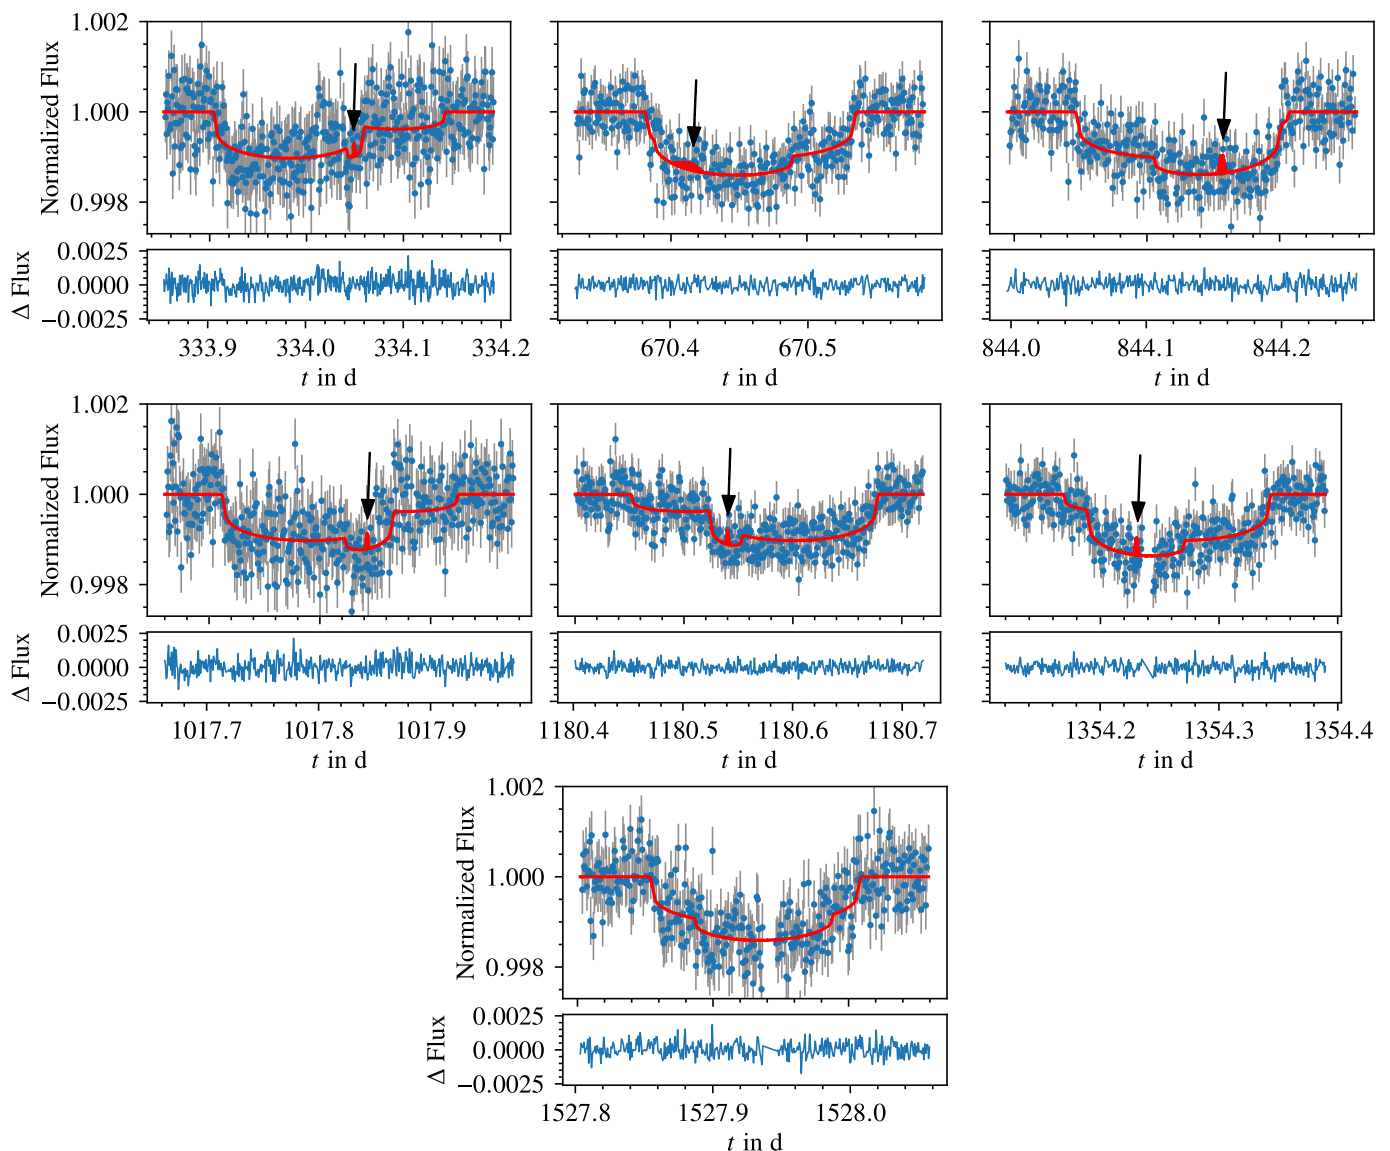 1.002
1.000
0.998
Normalized Flux
0.0025
0.0000
−0.0025
Δ Flux
333.9 334.0 334.1 334.2
t in d
670.4 670.5
t in d
844.0 844.1 844.2
t in d
1.002
1.000
0.998
Normalized Flux
0.0025
0.0000
−0.0025
Δ Flux
1017.7 1017.8 1017.9
t in d
1180.4 1180.5 1180.6 1180.7
t in d
1354.2 1354.3 1354.4
t in d
1.002
1.000
0.998
Normalized Flux
0.0025
0.0000
−0.0025
Δ Flux
1527.8 1527.9 1528.0
t in d